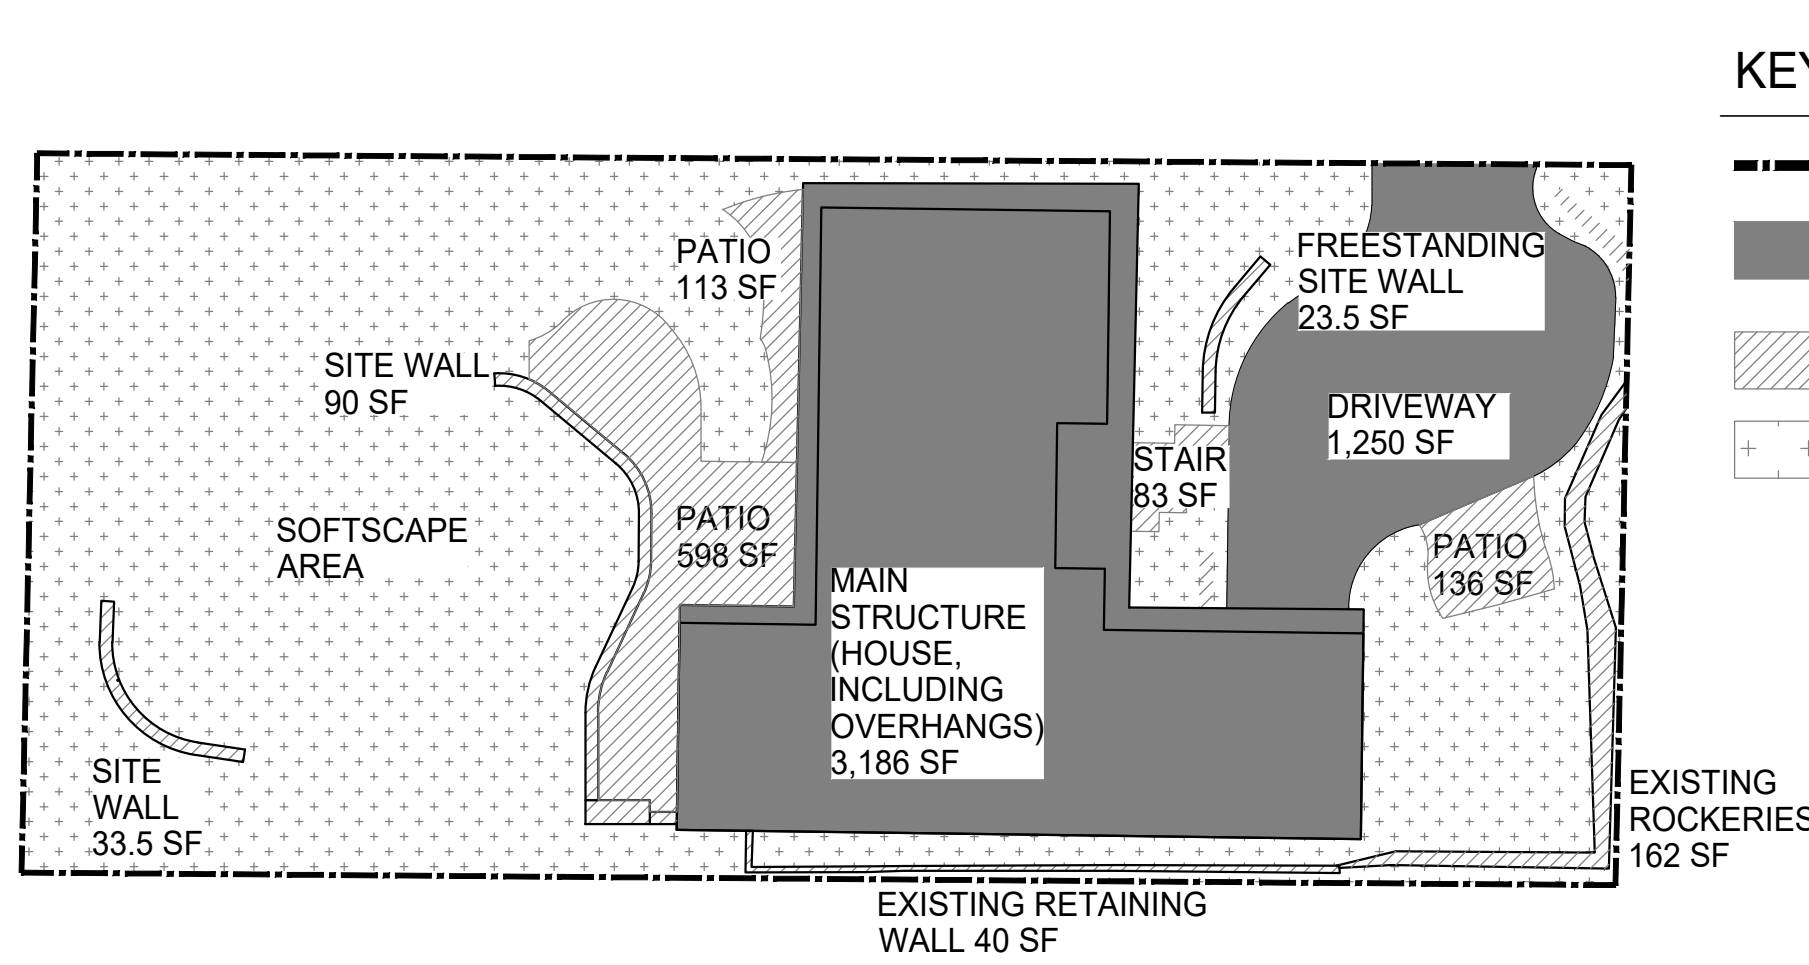 KEY
PATIO
113 SF
FREESTANDING
SITE WALL
23.5 SF
SITE WALL
90 SF
DRIVEWAY
1,250 SF
STAIR
83 SF
SOFTSCAPE
AREA
PATIO
598 SF
PATIO
136 SF
MAIN
STRUCTURE
(HOUSE,
INCLUDING
OVERHANGS)
3,186 SF
SITE
WALL
33.5 SF
EXISTING
ROCKERIES
162 SF
EXISTING RETAINING
WALL 40 SF